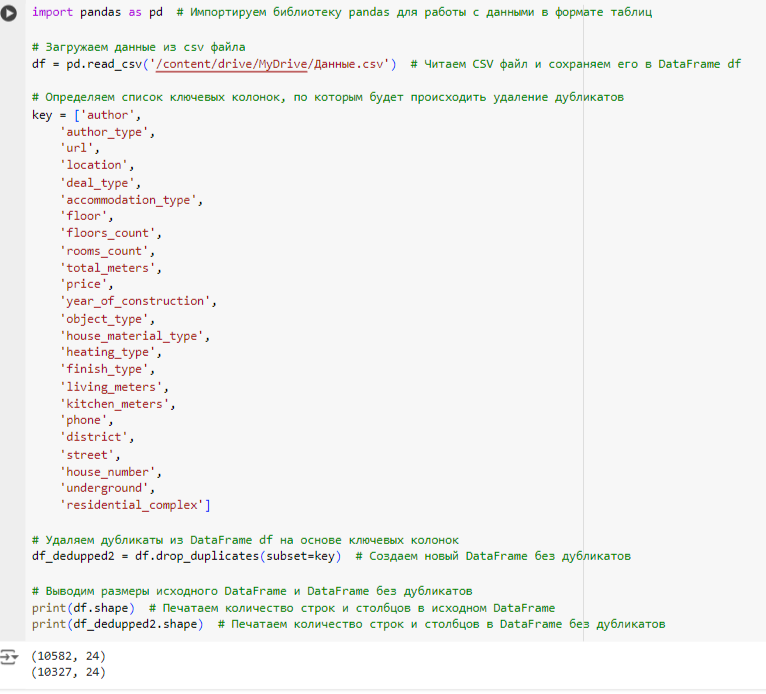 import pandas as pd  # Импортируем библиотеку pandas для работы с данными в формате таблиц

# Загружаем данные из csv файла
df = pd.read_csv('/content/drive/MyDrive/Данные.csv')  # Читаем CSV файл и сохраняем его в DataFrame df

# Определяем список ключевых колонок, по которым будет происходить удаление дубликатов
key = ['author',
    'author_type',
    'url',
    'location',
    'deal_type',
    'accommodation_type',
    'floor',
    'floors_count',
    'rooms_count',
    'total_meters',
    'price',
    'year_of_construction',
    'object_type',
    'house_material_type',
    'heating_type',
    'finish_type',
    'living_meters',
    'kitchen_meters',
    'phone',
    'district',
    'street',
    'house_number',
    'underground',
    'residential_complex']

# Удаляем дубликаты из DataFrame df на основе ключевых колонок
df_dedupped2 = df.drop_duplicates(subset=key)  # Создаем новый DataFrame без дубликатов

# Выводим размеры исходного DataFrame и DataFrame без дубликатов
print(df.shape)  # Печатаем количество строк и столбцов в исходном DataFrame
print(df_dedupped2.shape)  # Печатаем количество строк и столбцов в DataFrame без дубликатов

(10582, 24)
(10327, 24)